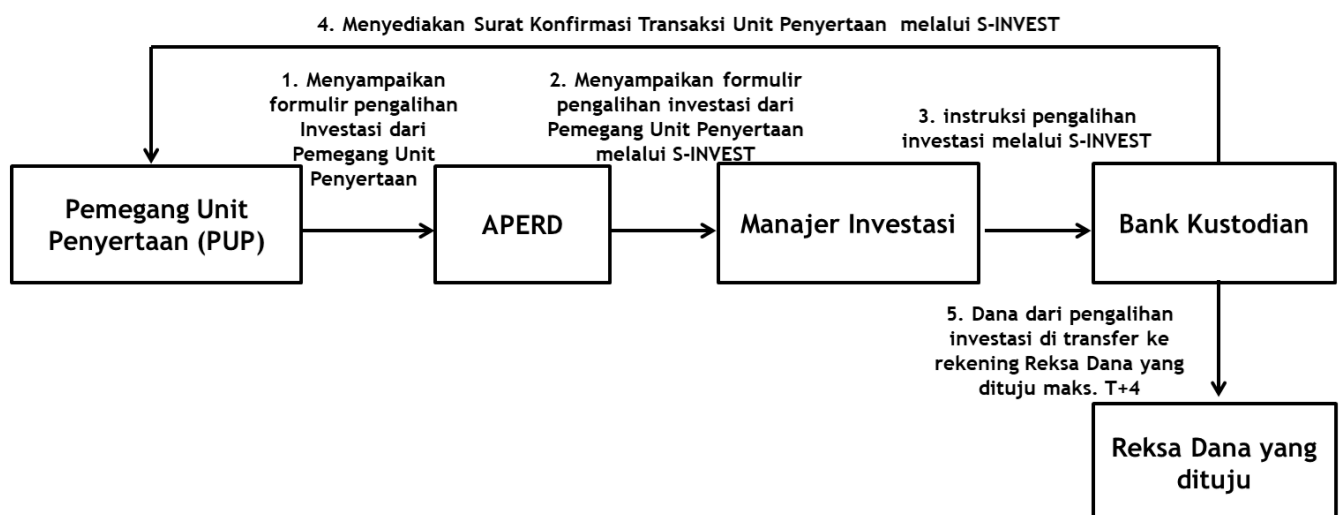 4. Menyediakan Surat Konfirmasi Transaksi Unit Penyertaan melalui S-INVEST
1. Menyampaikan
formulir pengalihan
Investasi dari
Pemegang Unit
Penyertaan
2. Menyampaikan formulir
pengalihan investasi dari
Pemegang Unit Penyertaan
melalui S-INVEST
3. instruksi pengalihan
investasi melalui S-INVEST
Pemegang Unit
Penyertaan (PUP)
APERD
Manajer Investasi
Bank Kustodian
5. Dana dari pengalihan
investasi di transfer ke
rekening Reksa Dana yang
dituju maks. T+4
Reksa Dana yang
dituju